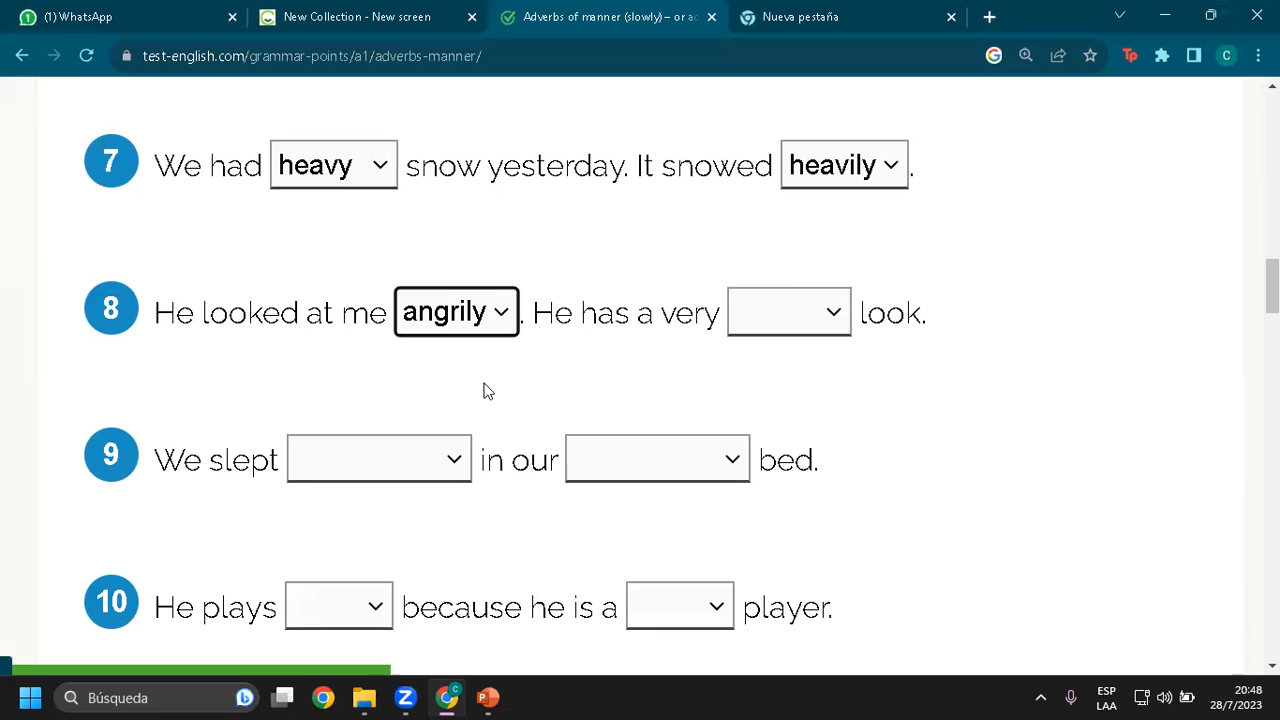 (1) WhatsApp
New Collection - New screen
Adverbs of manner (slowly) – or ad
Nueva pestaña
test-english.com/grammar-points/a1/adverbs-manner/
7 We had heavy snow yesterday. It snowed heavily.
8 He looked at me angrily. He has a very look.
9 We slept in our bed.
10 He plays because he is a player.
Búsqueda
ESP
LAA
20:48
28/7/2023